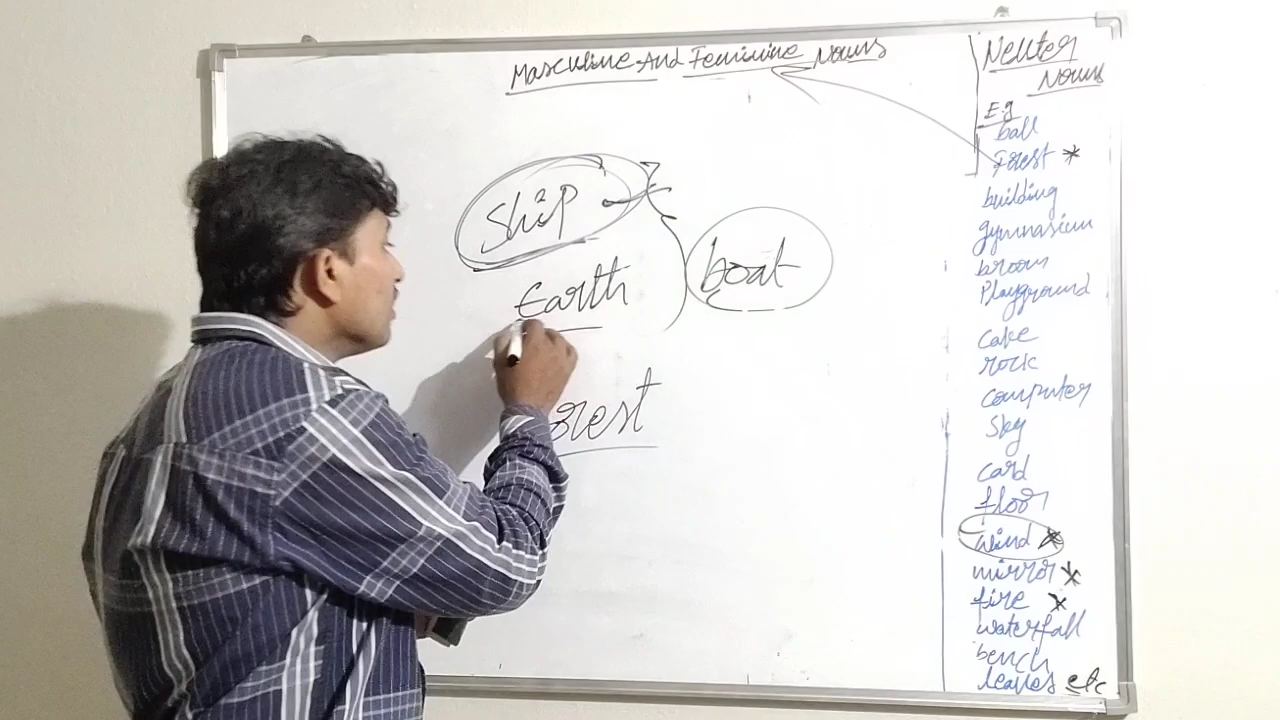 Masculine And Feminine Nouns
Ship
Earth
boat
orest
Neuter
Nouns
E.g
ball
Forest *
building
gymnasium
broom
Playground
cake
rock
computer
Sky
card
floor
wind *
mirror *
fire *
waterfall
bench
leaves etc